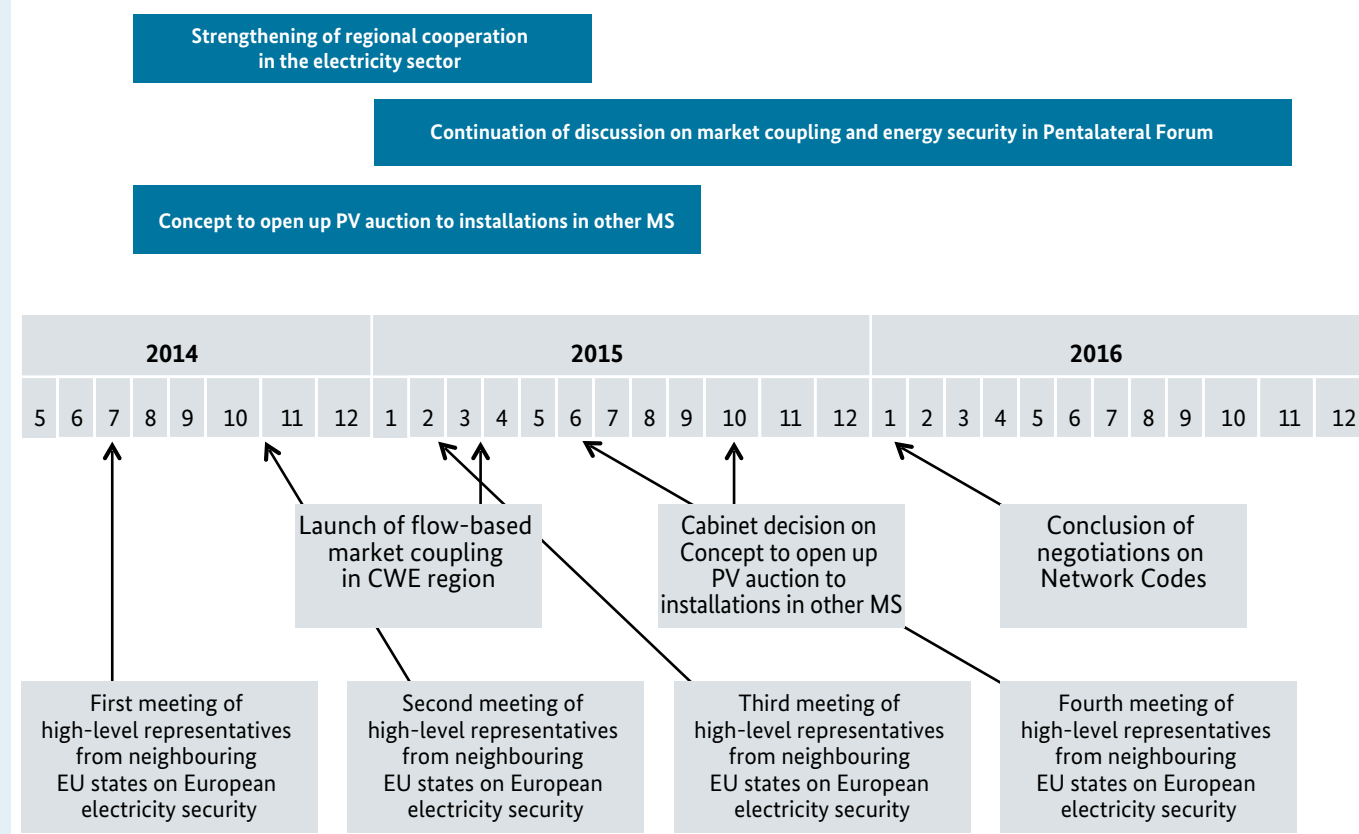 Strengthening of regional cooperation
in the electricity sector
Continuation of discussion on market coupling and energy security in Pentalateral Forum
Concept to open up PV auction to installations in other MS
2014 2015 2016
5 6 7 8 9 10 11 12 1 2 3 4 5 6 7 8 9 10 11 12 1 2 3 4 5 6 7 8 9 10 11 12
Launch of flow-based
market coupling
in CWE region
Cabinet decision on
Concept to open up
PV auction to
installations in other MS
Conclusion of
negotiations on
Network Codes
First meeting of
high-level representatives
from neighbouring
EU states on European
electricity security
Second meeting of
high-level representatives
from neighbouring
EU states on European
electricity security
Third meeting of
high-level representatives
from neighbouring
EU states on European
electricity security
Fourth meeting of
high-level representatives
from neighbouring
EU states on European
electricity security